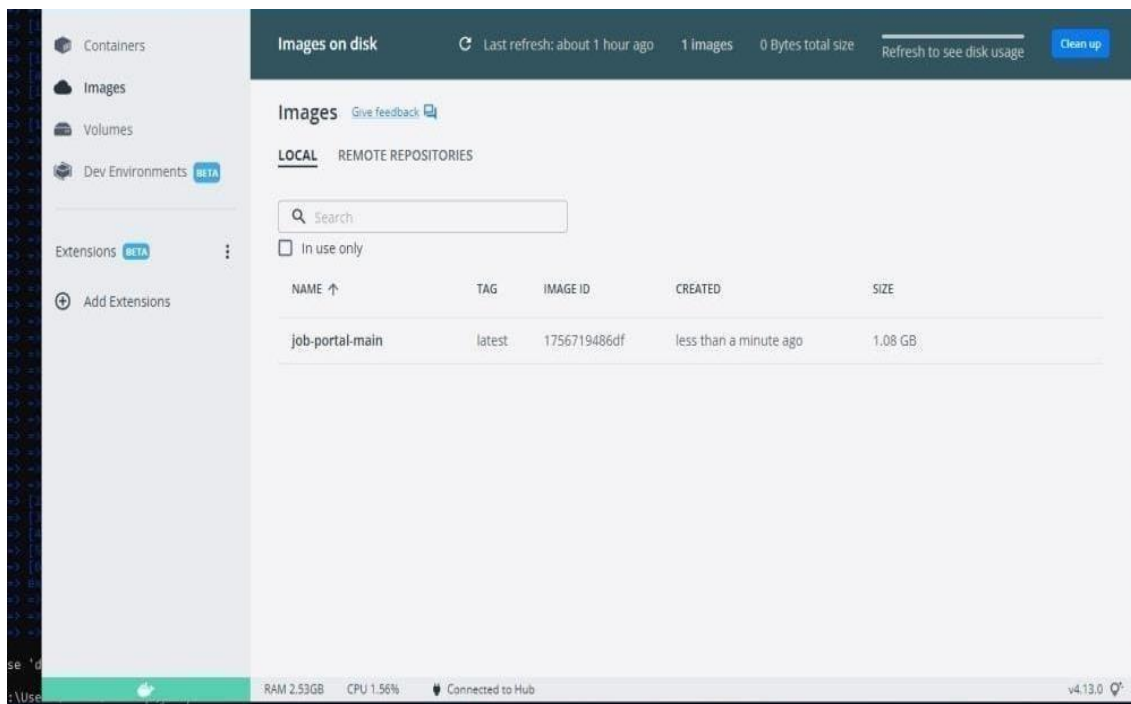 Containers
Images
Volumes
Dev Environments BETA
Extensions BETA
Add Extensions
Images on disk Last refresh: about 1 hour ago 1 images 0 Bytes total size Refresh to see disk usage Clean up
Images Give feedback
LOCAL REMOTE REPOSITORIES
Search
In use only
NAME TAG IMAGE ID CREATED SIZE
job-portal-main latest 1756719486df less than a minute ago 1.08 GB
se 'd
:\Use
RAM 2.53GB CPU 1.56% Connected to Hub v4.13.0